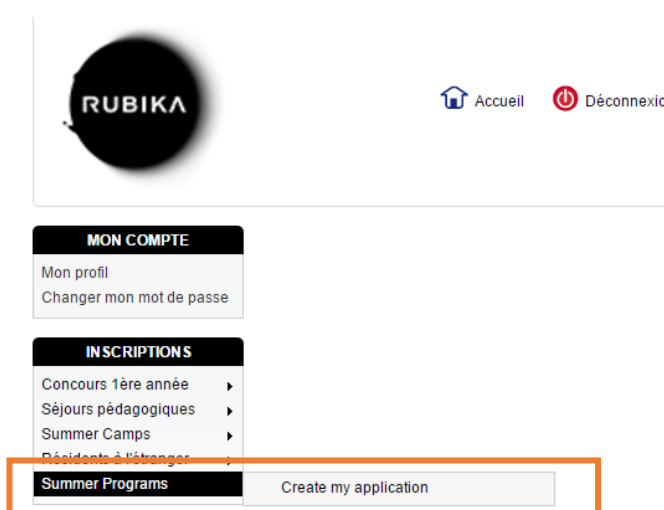 RUBIKA
Accueil Déconnexio
MON COMPTE
Mon profil
Changer mon mot de passe
INSCRIPTIONS
Concours 1ère année
Séjours pédagogiques
Summer Camps
Résidents à l'étranger
Summer Programs
Create my application